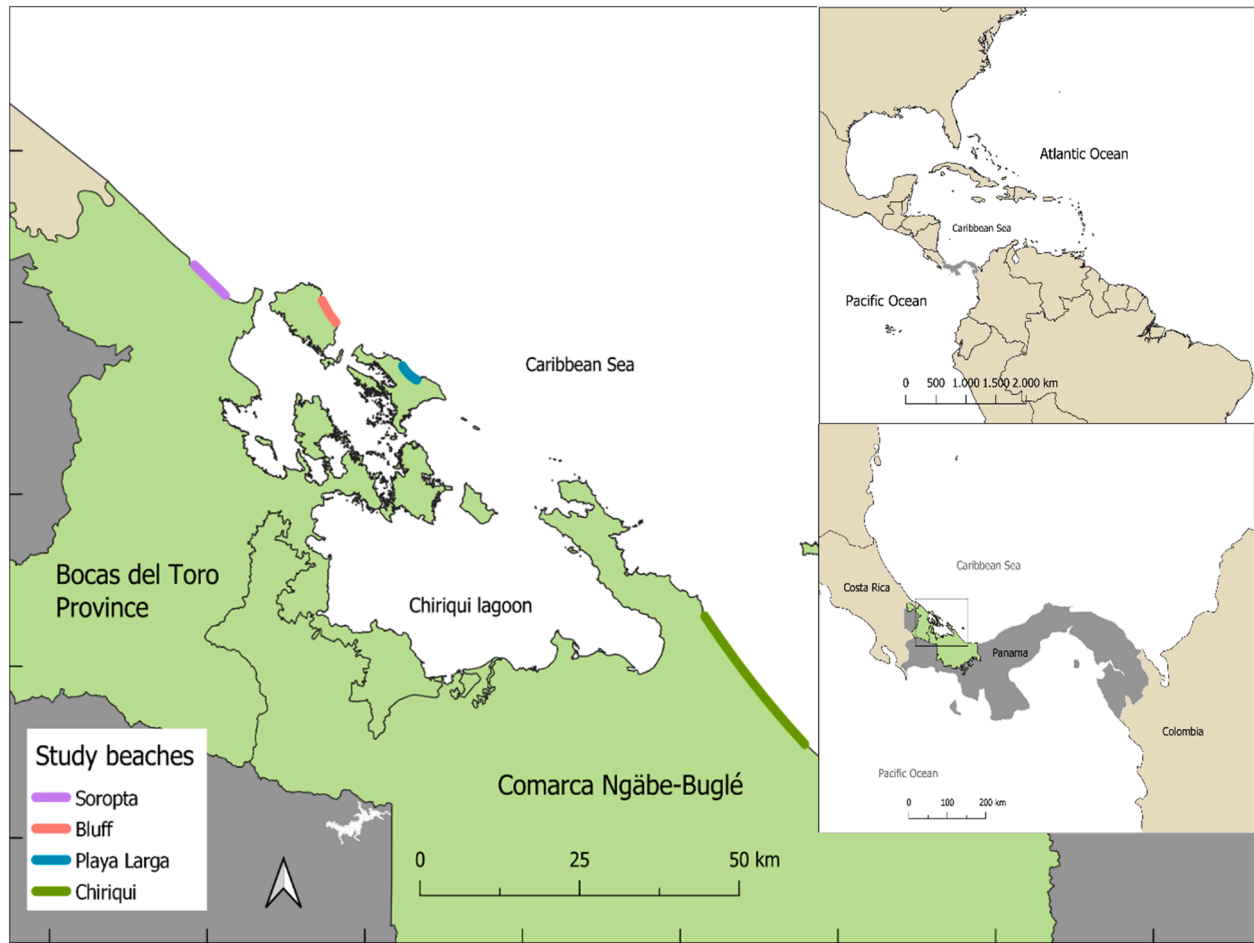 Caribbean Sea
Bocas del Toro
Province
Chiriqui lagoon
Comarca Ngäbe-Buglé
Study beaches
Soropta
Bluff
Playa Larga
Chiriqui
0 25 50 km
Atlantic Ocean
Caribbean Sea
Pacific Ocean
0 500 1.000 1.500 2.000 km
Caribbean Sea
Costa Rica
Panama
Colombia
Pacific Ocean
0 100 200 km